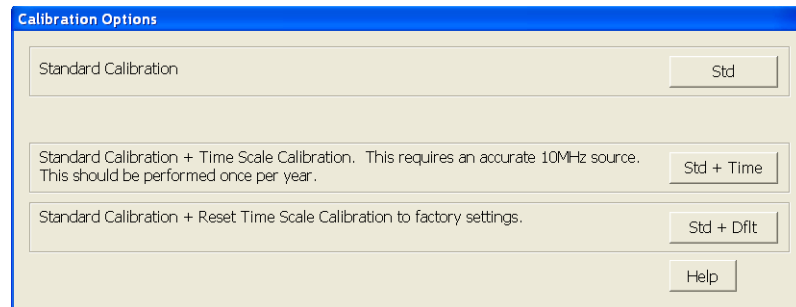 Calibration Options
Standard Calibration
Std
Standard Calibration + Time Scale Calibration.  This requires an accurate 10MHz source.
This should be performed once per year.
Std + Time
Standard Calibration + Reset Time Scale Calibration to factory settings.
Std + Dflt
Help